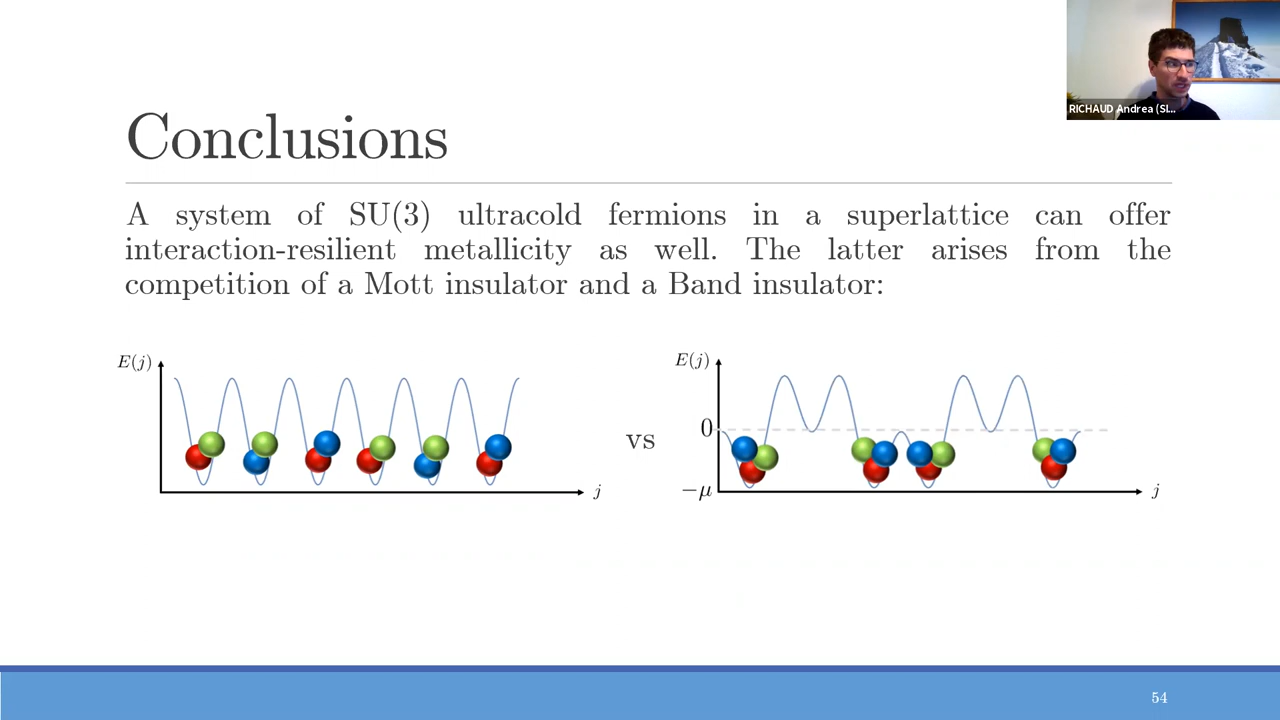 RICHAUD Andrea (SI...
Conclusions
A system of SU(3) ultracold fermions in a superlattice can offer
interaction-resilient metallicity as well. The latter arises from the
competition of a Mott insulator and a Band insulator:
E(j)
j
vs
E(j)
0
−μ
j
54